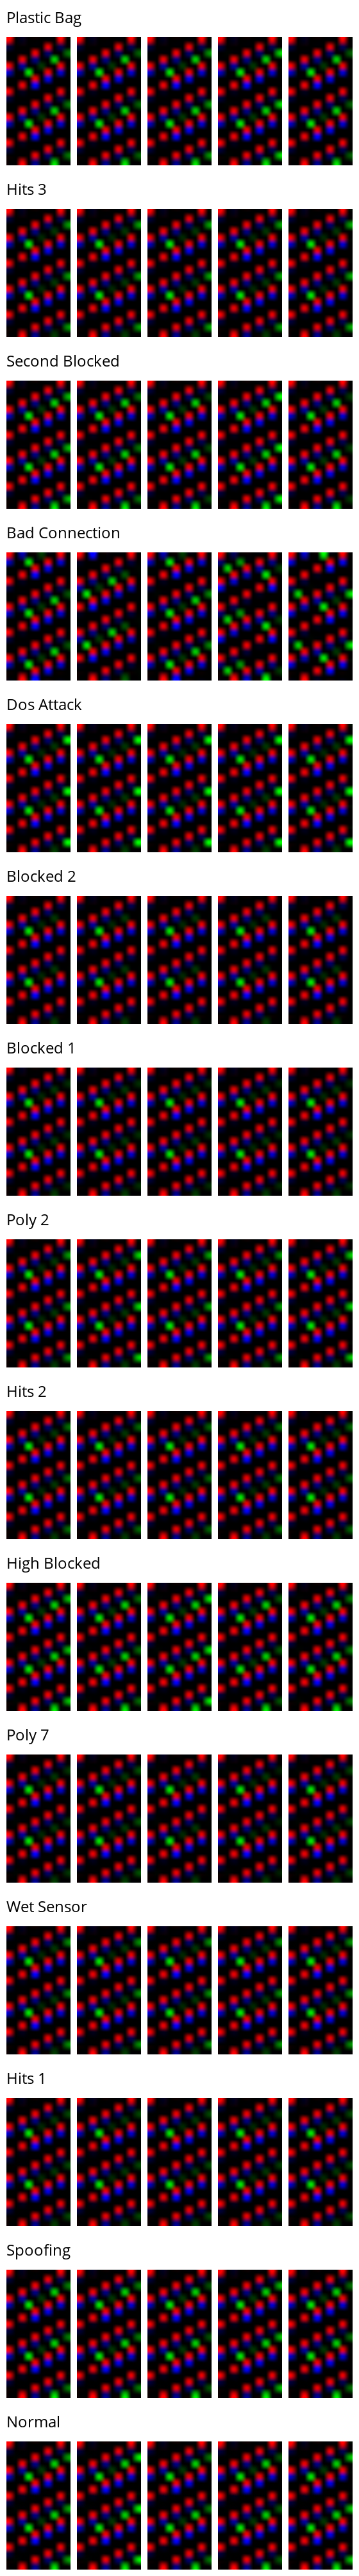 Plastic Bag
Hits 3
Second Blocked
Bad Connection
Dos Attack
Blocked 2
Blocked 1
Poly 2
Hits 2
High Blocked
Poly 7
Wet Sensor
Hits 1
Spoofing
Normal